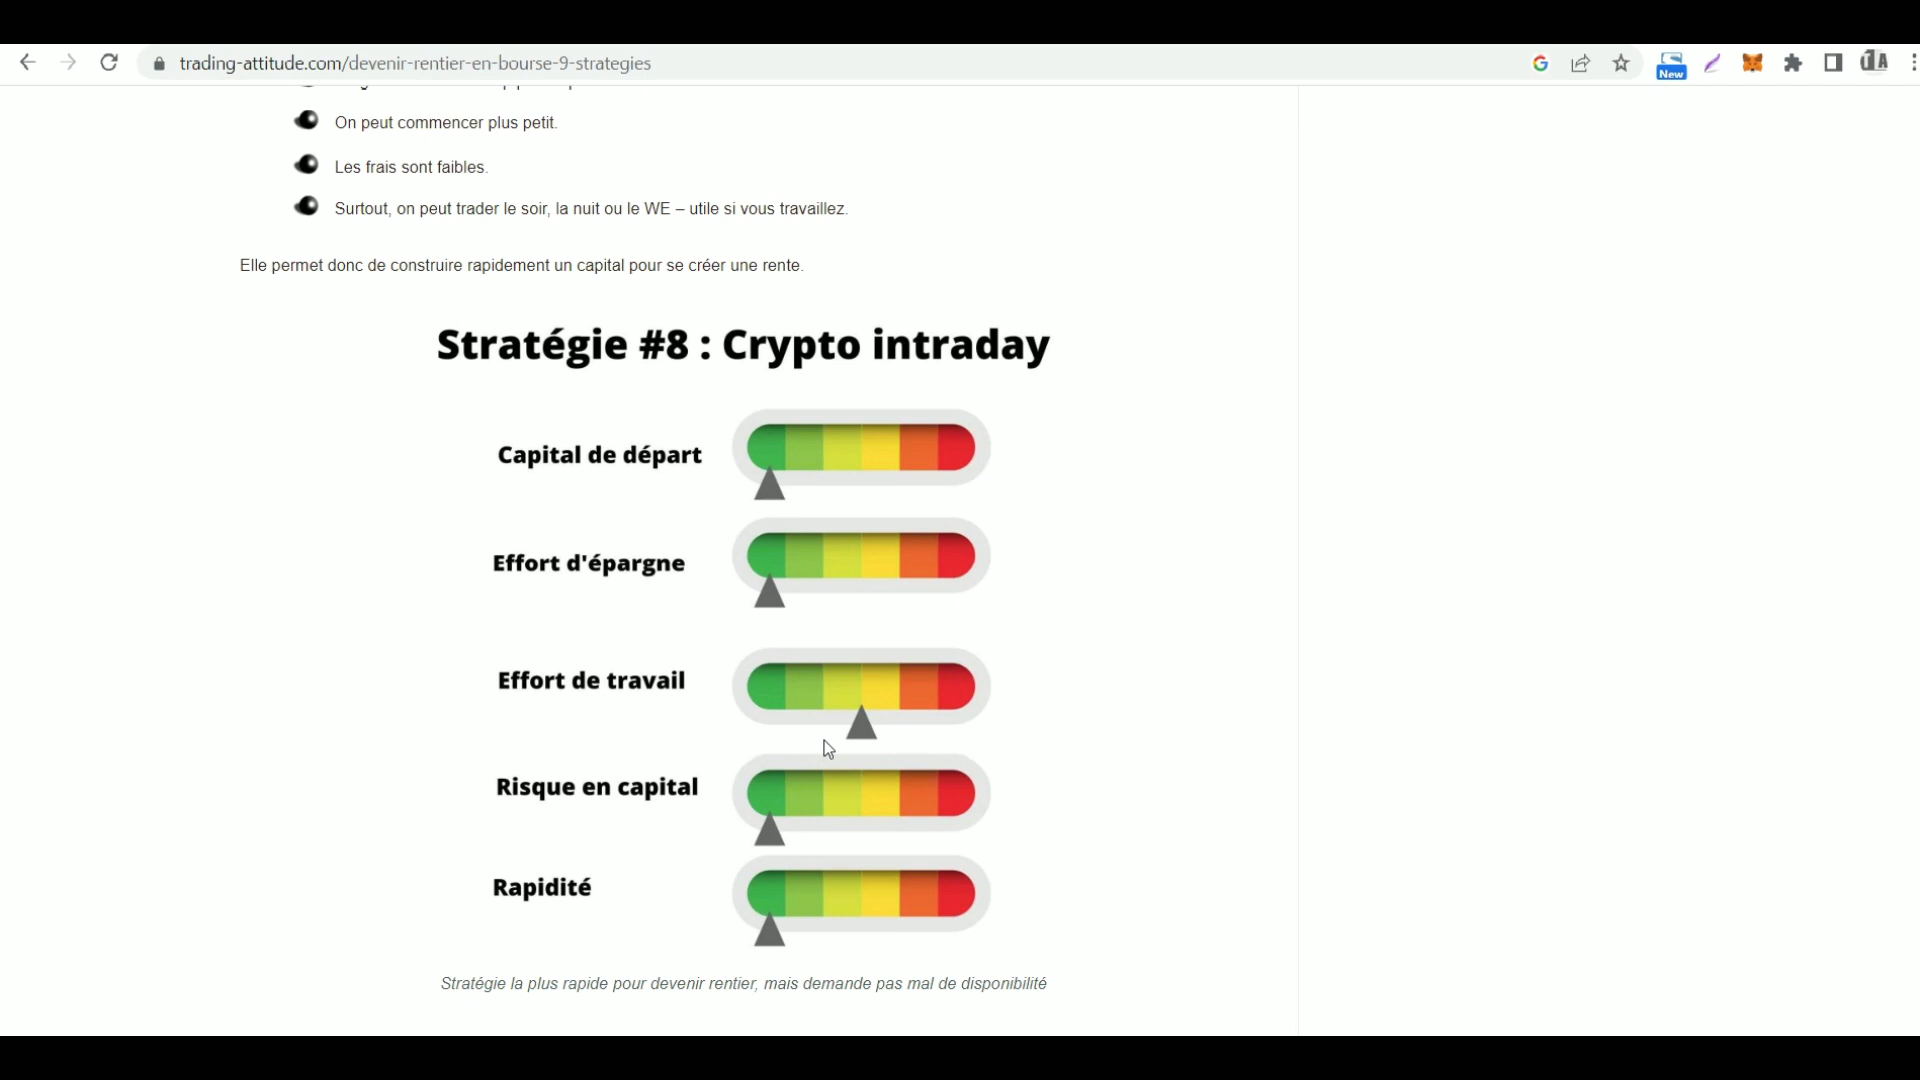 trading-attitude.com/devenir-rentier-en-bourse-9-strategies
New
On peut commencer plus petit.
Les frais sont faibles.
Surtout, on peut trader le soir, la nuit ou le WE – utile si vous travaillez.
Elle permet donc de construire rapidement un capital pour se créer une rente.
Stratégie #8 : Crypto intraday
Capital de départ
Effort d'épargne
Effort de travail
Risque en capital
Rapidité
Stratégie la plus rapide pour devenir rentier, mais demande pas mal de disponibilité